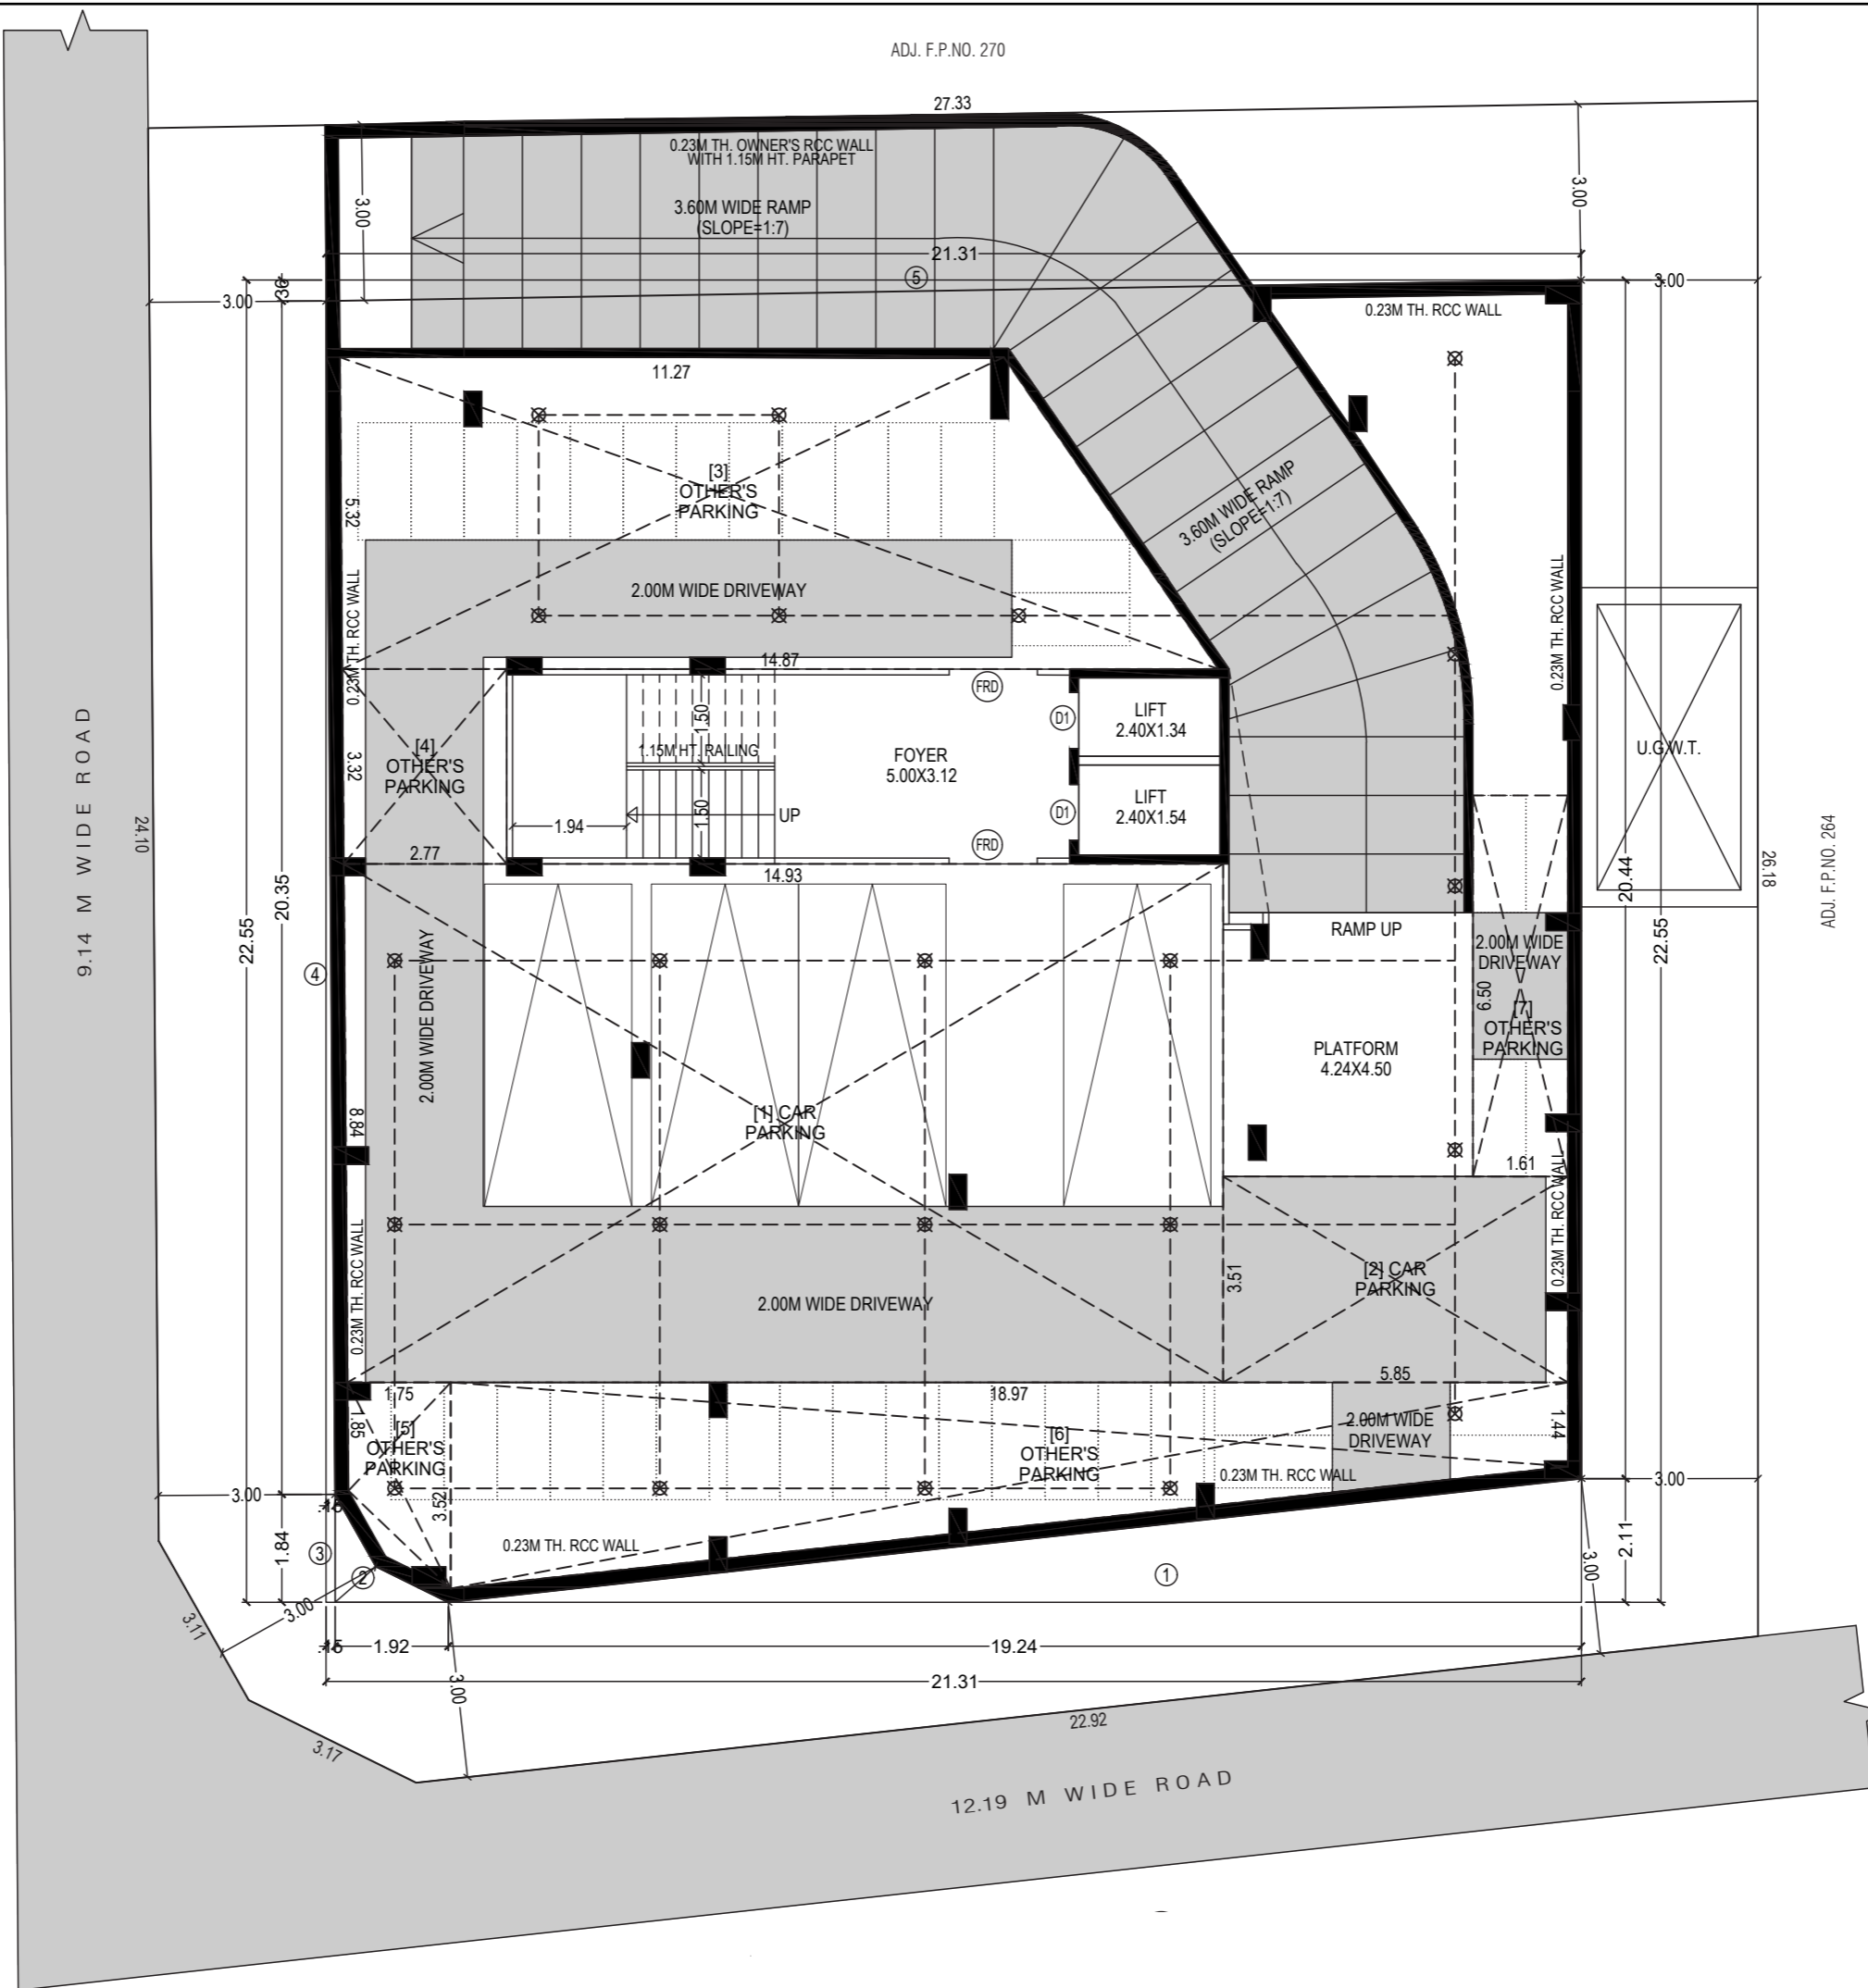 ADJ. F.P.NO. 270
27.33
0.23M TH. OWNER'S RCC WALL
WITH 1.15M HT. PARAPET
3.00
3.00
3.60M WIDE RAMP
(SLOPE=1:7)
21.31
5
3.00
.36
3.00
0.23M TH. RCC WALL
11.27
[3]
OTHER'S
PARKING
3.60M WIDE RAMP
(SLOPE=1:7)
5.32
2.00M WIDE DRIVEWAY
0.23M TH. RCC WALL
0.23M TH. RCC WALL
14.87
FRD
LIFT
2.40X1.34
D1
1.50
1.15M HT. RAILING
FOYER
5.00X3.12
[4]
OTHER'S
PARKING
3.32
U.G.W.T.
LIFT
2.40X1.54
D1
UP
1.50
1.94
FRD
2.77
14.93
9.14 M WIDE ROAD
24.10
20.35
22.55
4
20.44
22.55
26.18
ADJ. F.P.NO. 264
RAMP UP
2.00M WIDE
DRIVEWAY
6.50
[7]
OTHER'S
PARKING
2.00M WIDE DRIVEWAY
PLATFORM
4.24X4.50
[1] CAR
PARKING
8.84
1.61
0.23M TH. RCC WALL
0.23M TH. RCC WALL
3.51
[2] CAR
PARKING
2.00M WIDE DRIVEWAY
5.85
1.75
18.97
1.85
[5]
OTHER'S
PARKING
[6]
OTHER'S
PARKING
2.00M WIDE
DRIVEWAY
1.44
0.23M TH. RCC WALL
3.00
.15
3.52
3.00
0.23M TH. RCC WALL
1.84
3
2
1
3.00
2.11
3.00
3.11
.15
1.92
19.24
3.00
21.31
3.17
22.92
12.19 M WIDE ROAD